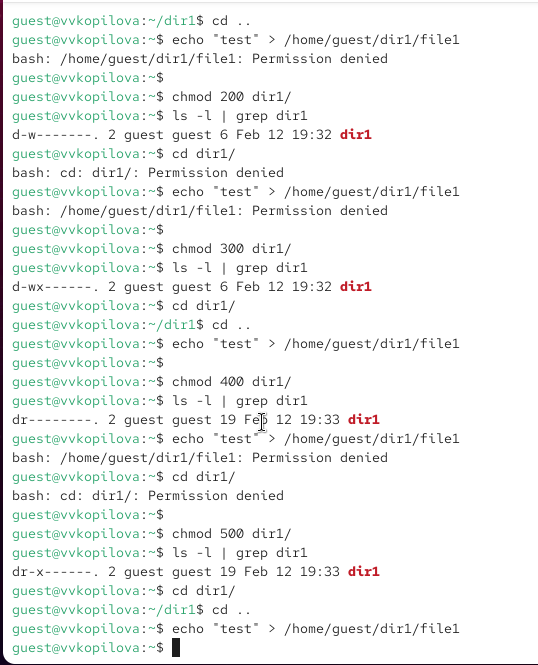 guest@vvkopilova:~/dir1$ cd ..
guest@vvkopilova:~$ echo "test" > /home/guest/dir1/file1
bash: /home/guest/dir1/file1: Permission denied
guest@vvkopilova:~$
guest@vvkopilova:~$ chmod 200 dir1/
guest@vvkopilova:~$ ls -l | grep dir1
d-w-------. 2 guest guest 6 Feb 12 19:32 dir1
guest@vvkopilova:~$ cd dir1/
bash: cd: dir1/: Permission denied
guest@vvkopilova:~$ echo "test" > /home/guest/dir1/file1
bash: /home/guest/dir1/file1: Permission denied
guest@vvkopilova:~$
guest@vvkopilova:~$ chmod 300 dir1/
guest@vvkopilova:~$ ls -l | grep dir1
d-wx------. 2 guest guest 6 Feb 12 19:32 dir1
guest@vvkopilova:~$ cd dir1/
guest@vvkopilova:~/dir1$ cd ..
guest@vvkopilova:~$ echo "test" > /home/guest/dir1/file1
guest@vvkopilova:~$
guest@vvkopilova:~$ chmod 400 dir1/
guest@vvkopilova:~$ ls -l | grep dir1
dr--------. 2 guest guest 19 Feb 12 19:33 dir1
guest@vvkopilova:~$ echo "test" > /home/guest/dir1/file1
bash: /home/guest/dir1/file1: Permission denied
guest@vvkopilova:~$ cd dir1/
bash: cd: dir1/: Permission denied
guest@vvkopilova:~$
guest@vvkopilova:~$ chmod 500 dir1/
guest@vvkopilova:~$ ls -l | grep dir1
dr-x------. 2 guest guest 19 Feb 12 19:33 dir1
guest@vvkopilova:~$ cd dir1/
guest@vvkopilova:~/dir1$ cd ..
guest@vvkopilova:~$ echo "test" > /home/guest/dir1/file1
guest@vvkopilova:~$